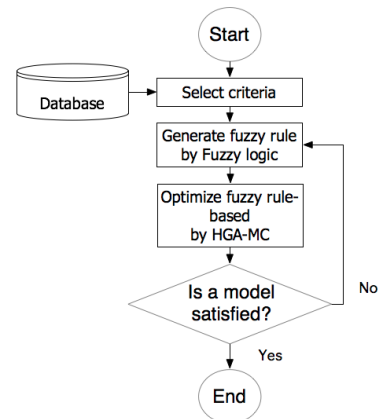 Start
Database
Select criteria
Generate fuzzy rule
by Fuzzy logic
Optimize fuzzy rule-
based
by HGA-MC
Is a model
satisfied?
No
Yes
End